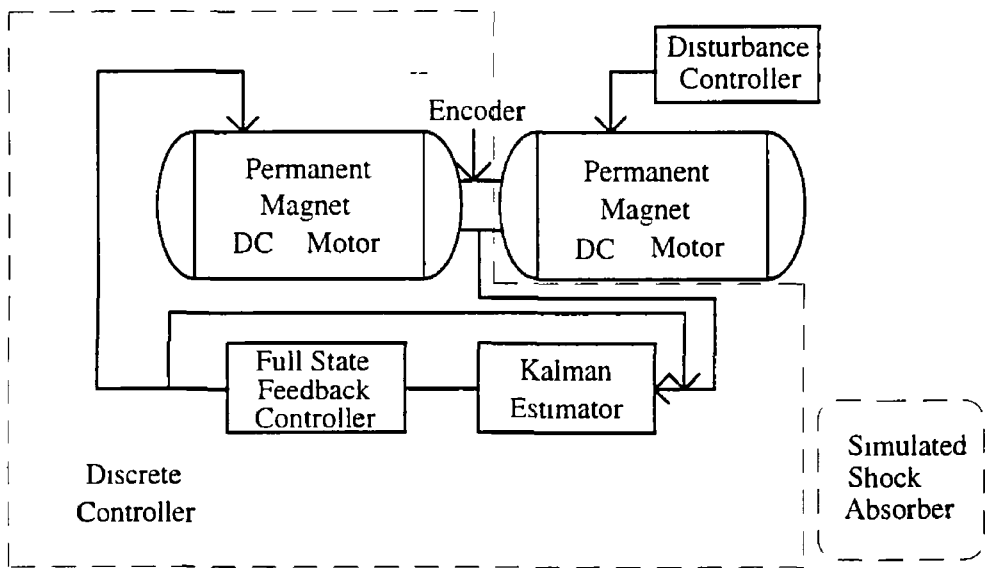 Disturbance
Controller
Encoder
Permanent
Magnet
DC Motor
Permanent
Magnet
DC Motor
Full State
Feedback
Controller
Kalman
Estimator
Discrete
Controller
Simulated
Shock
Absorber